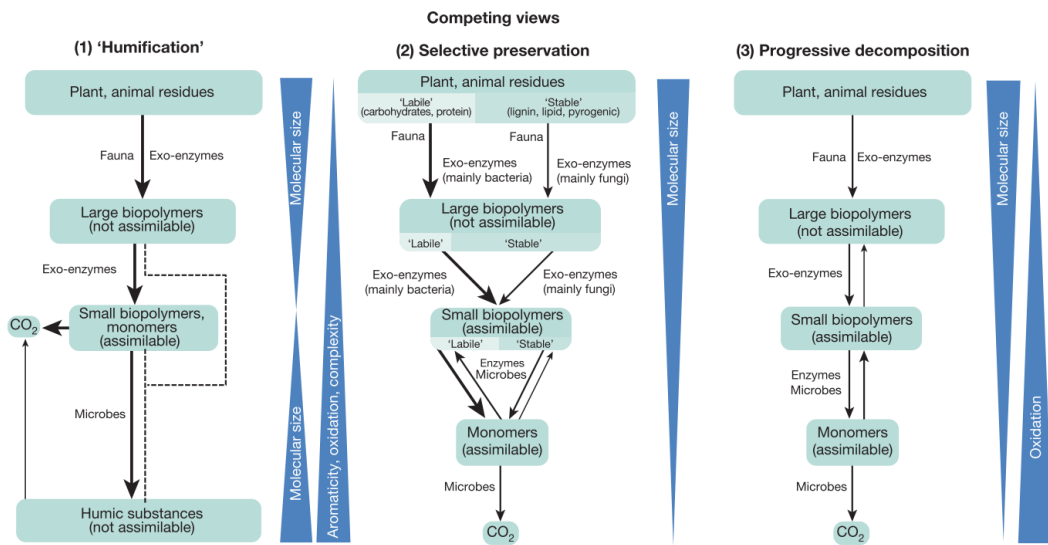 Competing views
(1) 'Humification'
Plant, animal residues
Fauna
Exo-enzymes
Large biopolymers
(not assimilable)
Exo-enzymes
Small biopolymers,
monomers
(assimilable)
CO2
Microbes
Humic substances
(not assimilable)
Molecular size
Molecular size
Aromaticity, oxidation, complexity
(2) Selective preservation
Plant, animal residues
'Labile'
(carbohydrates, protein)
'Stable'
(lignin, lipid, pyrogenic)
Fauna
Fauna
Exo-enzymes
(mainly bacteria)
Exo-enzymes
(mainly fungi)
Large biopolymers
(not assimilable)
'Labile'
'Stable'
Exo-enzymes
(mainly bacteria)
Exo-enzymes
(mainly fungi)
Small biopolymers
(assimilable)
'Labile'
'Stable'
Enzymes
Microbes
Monomers
(assimilable)
Microbes
CO2
Molecular size
(3) Progressive decomposition
Plant, animal residues
Fauna
Exo-enzymes
Large biopolymers
(not assimilable)
Exo-enzymes
Small biopolymers
(assimilable)
Enzymes
Microbes
Monomers
(assimilable)
Microbes
CO2
Molecular size
Oxidation